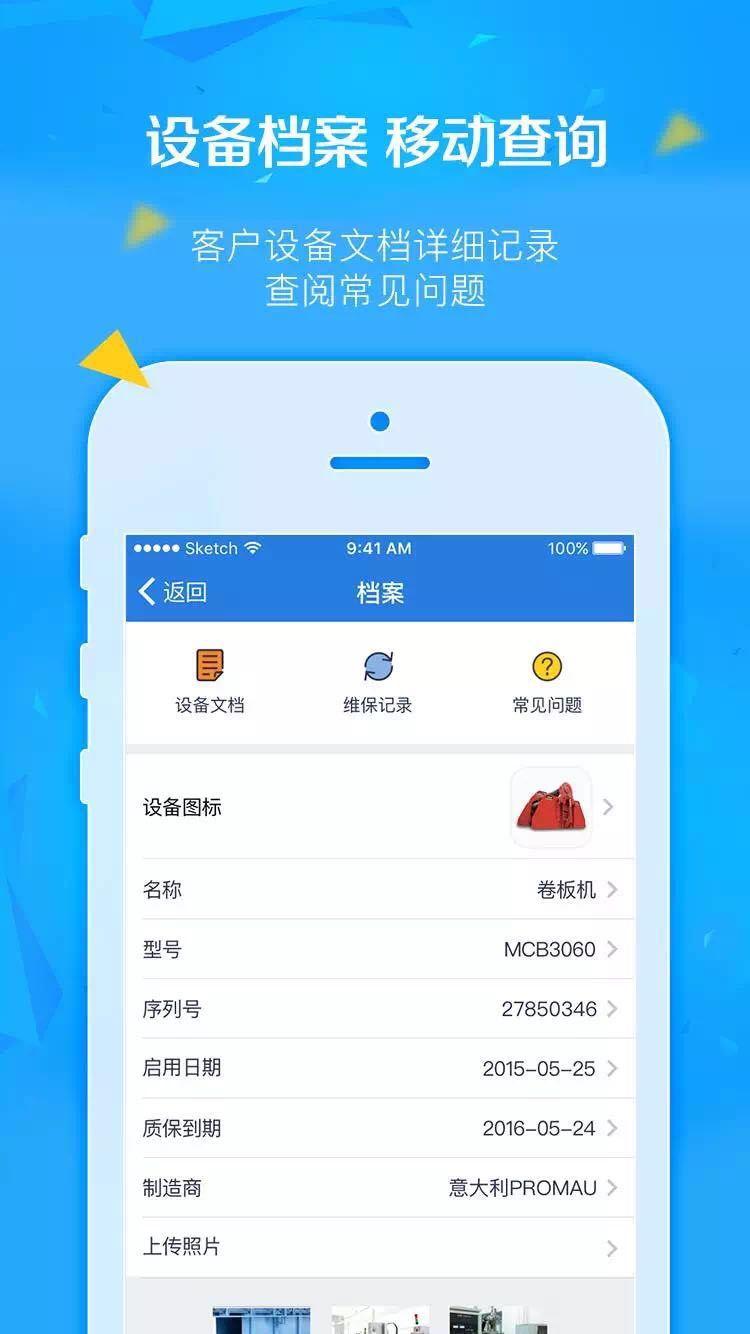 设备档案 移动查询
客户设备文档详细记录
查阅常见问题
Sketch 9:41 AM 100%
返回 档案
设备文档 维保记录 常见问题
设备图标
名称 卷板机
型号 MCB3060
序列号 27850346
启用日期 2015-05-25
质保到期 2016-05-24
制造商 意大利PROMAU
上传照片